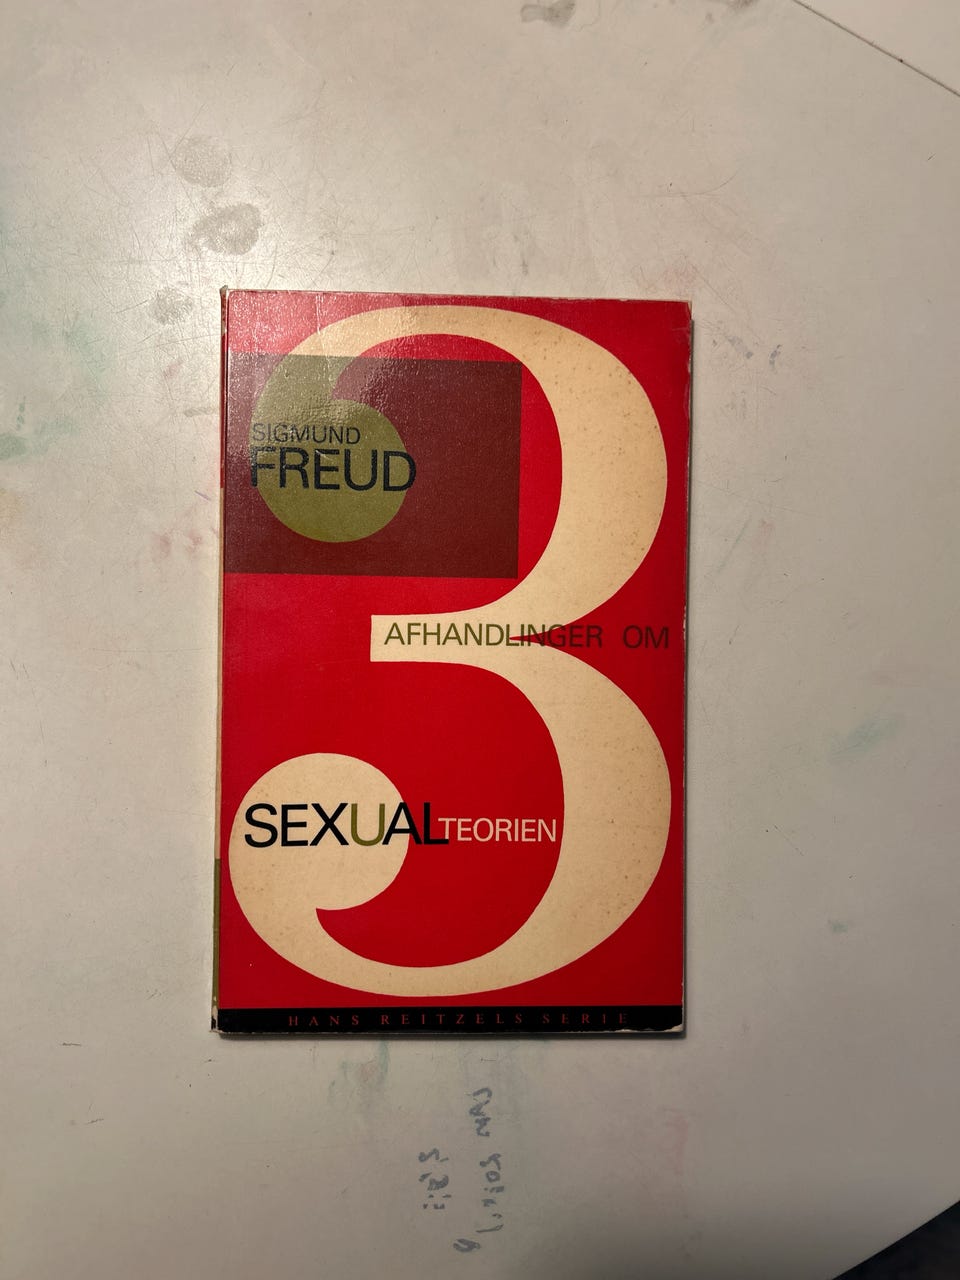 SIGMUND
FREUD
3
AFHANDLINGER OM
SEXUALTEORIEN
HANS REITZELS SERIE